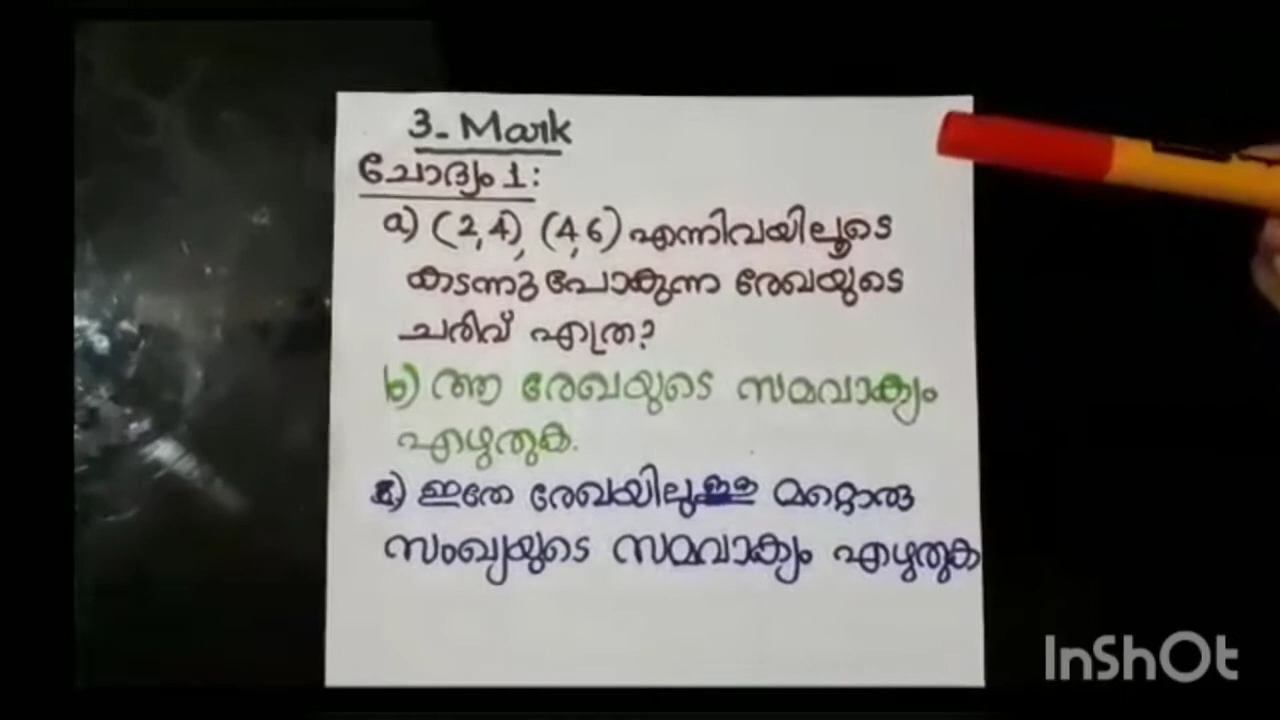 3- Mark
ചോദ്യം 1:
a) (2,4), (4,6) എന്നിവയിലൂടെ
കടന്നുപോകുന്ന രേഖയുടെ
ചരിവ് എത്ര?
b) ആ രേഖയുടെ സമവാക്യം
എഴുതുക.
c) ഇതേ രേഖയിലുള്ള മറ്റൊരു
സംഖ്യയുടെ സമവാക്യം എഴുതുക
InShOt